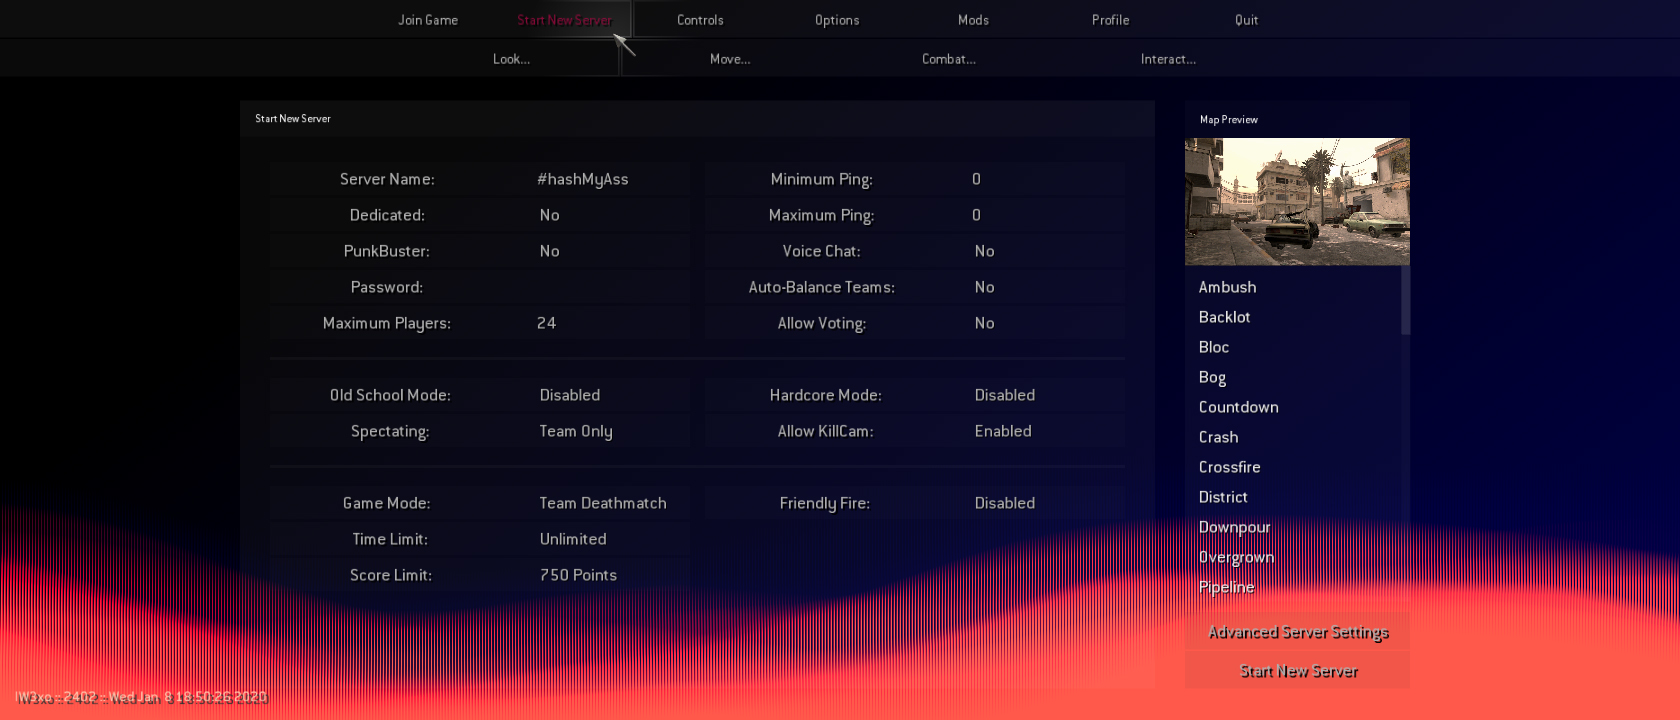 Join Game Start New Server Controls Options Mods Profile Quit
Look... Move... Combat... Interact...
Start New Server
Server Name: #hashMyAss
Dedicated: No
PunkBuster: No
Password:
Maximum Players: 24
Minimum Ping: 0
Maximum Ping: 0
Voice Chat: No
Auto-Balance Teams: No
Allow Voting: No
Old School Mode: Disabled
Spectating: Team Only
Hardcore Mode: Disabled
Allow KillCam: Enabled
Game Mode: Team Deathmatch
Time Limit: Unlimited
Score Limit: 750 Points
Friendly Fire: Disabled
Map Preview
Ambush
Backlot
Bloc
Bog
Countdown
Crash
Crossfire
District
Downpour
Overgrown
Pipeline
Advanced Server Settings
Start New Server
IW3xo :: 2402 :: Wed Jan 8 18:50:26 2020